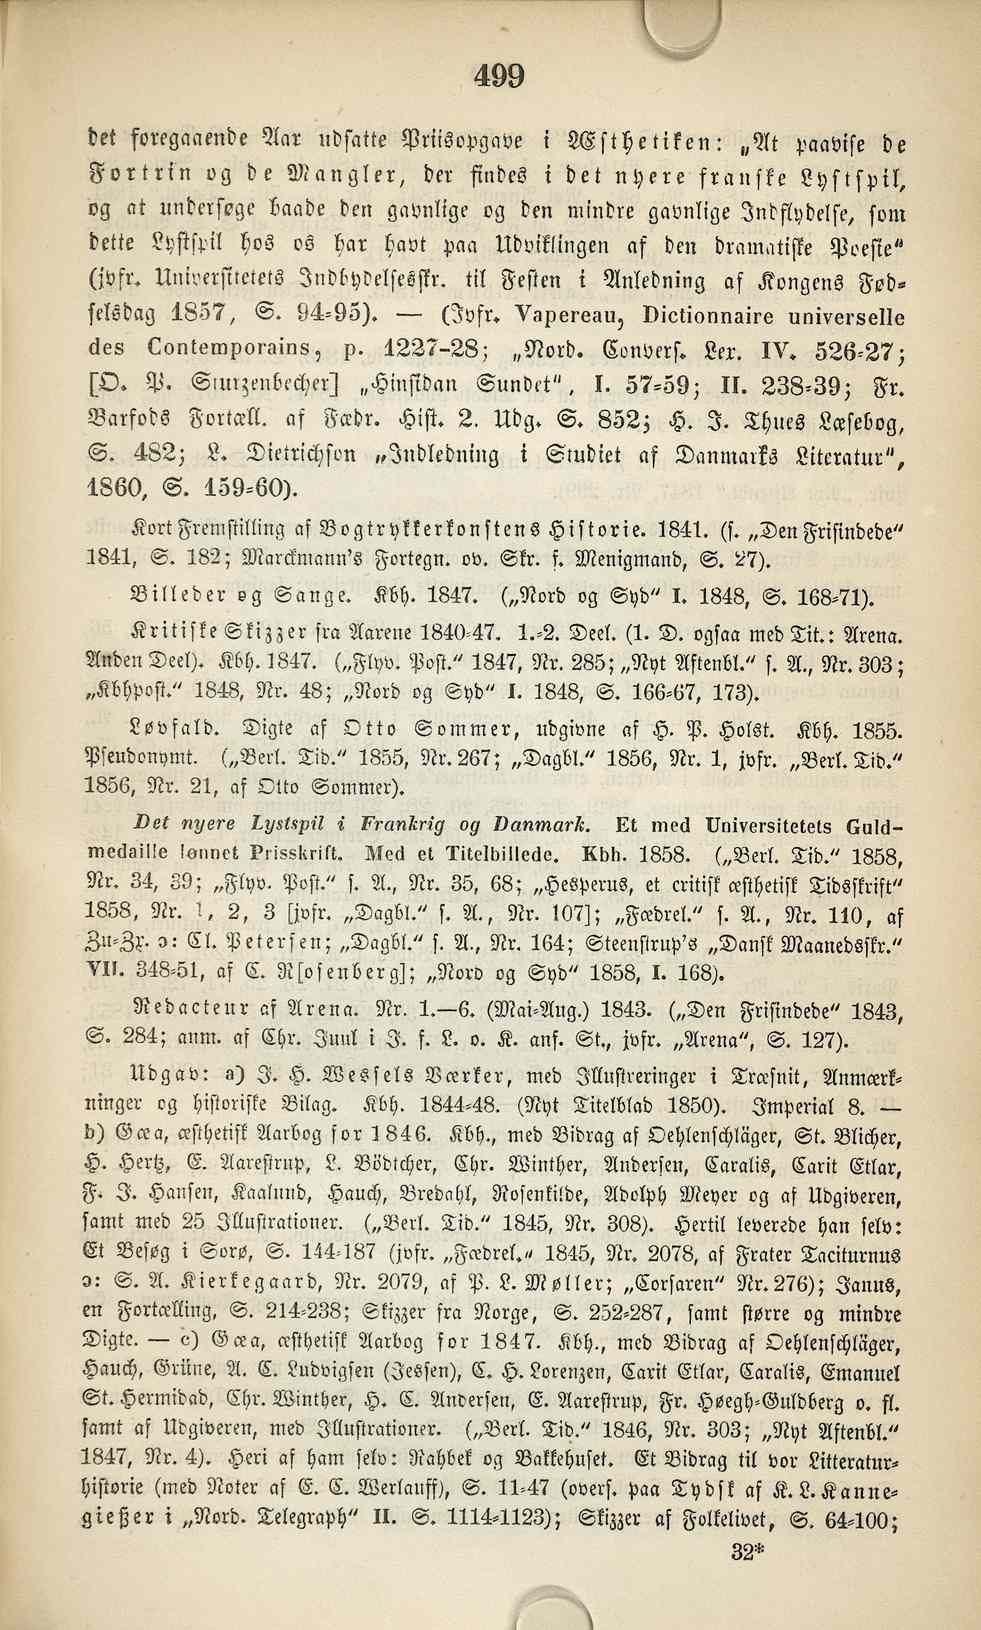 499
det foregaaende Aar udsatte Priisopgave i Æsthetiken: „At paavise de
Fortrin og de Mangler, der findes i det nyere franske Lystspil,
og at undersøge baade den gavnlige og den mindre gavnlige Indflydelse, som
dette Lystspil hos os har havt paa Udviklingen af den dramatiske Poesie“
(jvfr. Universitetets Indbydelsesskr. til Festen i Anledning af Kongens Fød-
selsdag 1857, S. 94-95). — (Jvfr. Vapereau, Dictionnaire universelle
des Contemporains, p. 1227-28; „Nord. Convers. Lex. IV. 526-27;
[O. P. Sturzenbecher] „Hinsidan Sundet“, I. 57-59; II. 238-39; Fr.
Barfods Fortæll. af Fædr. Hist. 2. Udg. S. 852; H. J. Thues Læsebog,
S. 482; L. Dietrichson „Indledning i Studiet af Danmarks Literatur“,
1860, S. 159-60).
Kort Fremstilling af Bogtrykkerkonstens Historie. 1841. (s. „Den Frisindede“
1841, S. 182; Marckmann's Fortegn. ov. Skr. f. Menigmand, S. 27).
Billeder og Sange. Kbh. 1847. („Nord og Syd“ I. 1848, S. 168-71).
Kritiske Skizzer fra Aarene 1840-47. 1.-2. Deel. (1. D. ogsaa med Tit.: Arena.
Anden Deel). Kbh. 1847. („Flyv. Post.“ 1847, Nr. 285; „Nyt Aftenbl.“ s. A., Nr. 303;
„Kbhpost.“ 1848, Nr. 48; „Nord og Syd“ I. 1848, S. 166-67, 173).
Løvfald. Digte af Otto Sommer, udgivne af H. P. Holst. Kbh. 1855.
Pseudonymt. („Berl. Tid.“ 1855, Nr. 267; „Dagbl.“ 1856, Nr. 1, jvfr. „Berl. Tid.“
1856, Nr. 21, af Otto Sommer).
Det nyere Lystspil i Frankrig og Danmark. Et med Universitetets Guld-
medaille lønnet Prisskrift. Med et Titelbillede. Kbh. 1858. („Berl. Tid.“ 1858,
Nr. 34, 39; „Flyv. Post.“ s. A., Nr. 35, 68; „Hesperus, et critisk æsthetisk Tidsskrift“
1858, Nr. 1, 2, 3 [jvfr. „Dagbl.“ s. A., Nr. 107]; „Fædrel.“ s. A., Nr. 110, af
Zu-Zx. ɔ: Cl. Petersen; „Dagbl.“ s. A., Nr. 164; Steenstrup's „Dansk Maanedsskr.“
VII. 348-51, af C. R[osenberg]; „Nord og Syd“ 1858, I. 168).
Redacteur af Arena. Nr. 1.—6. (Mai-Aug.) 1843. („Den Frisindede“ 1843,
S. 284; anm. af Chr. Juul i J. f. L. o. K. anf. St., jvfr. „Arena“, S. 127).
Udgav: a) J. H. Wessels Værker, med Illustreringer i Træsnit, Anmærk-
ninger og historiske Bilag. Kbh. 1844-48. (Nyt Titelblad 1850). Imperial 8. —
b) Gæa, æsthetisk Aarbog for 1846. Kbh., med Bidrag af Oehlenschläger, St. Blicher,
H. Hertz, E. Aarestrup, L. Bödtcher, Chr. Winther, Andersen, Caralis, Carit Etlar,
F. J. Hansen, Kaalund, Hauch, Bredahl, Rosenkilde, Adolph Meyer og af Udgiveren,
samt med 25 Illustrationer. („Berl. Tid.“ 1845, Nr. 308). Hertil leverede han selv:
Et Besøg i Sorø, S. 144-187 (jvfr. „Fædrel.“ 1845, Nr. 2078, af Frater Taciturnus
ɔ: S. A. Kierkegaard, Nr. 2079, af P. L. Møller; „Corsaren“ Nr. 276); Janus,
en Fortælling, S. 214-238; Skizzer fra Norge, S. 252-287, samt større og mindre
Digte. — c) Gæa, æsthetisk Aarbog for 1847. Kbh., med Bidrag af Oehlenschläger,
Hauch, Grüne, A. C. Ludvigsen (Jessen), C. H. Lorenzen, Carit Etlar, Caralis, Emanuel
St. Hermidad, Chr. Winther, H. C. Andersen, E. Aarestrup, Fr. Høegh-Guldberg o. fl.
samt af Udgiveren, med Illustrationer. („Berl. Tid.“ 1846, Nr. 303; „Nyt Aftenbl.“
1847, Nr. 4). Heri af ham selv: Rahbek og Bakkehuset. Et Bidrag til vor Litteratur-
historie (med Noter af E. C. Werlauff), S. 11-47 (overs. paa Tydsk af K. L. Kanne-
gießer i „Nord. Telegraph“ II. S. 1114-1123); Skizzer af Folkelivet, S. 64-100;
32*